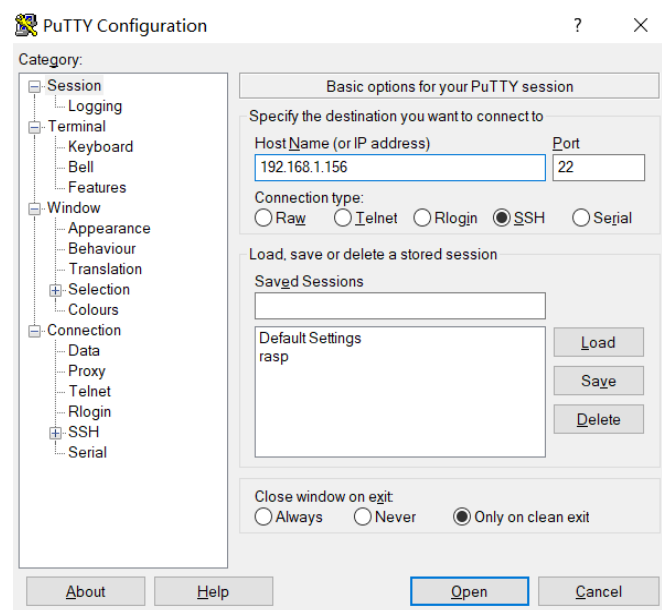 PuTTY Configuration
?
Category:
Session
Logging
Terminal
Keyboard
Bell
Features
Window
Appearance
Behaviour
Translation
Selection
Colours
Connection
Data
Proxy
Telnet
Rlogin
SSH
Serial
Basic options for your PuTTY session
Specify the destination you want to connect to
Host Name (or IP address) Port
192.168.1.156 22
Connection type:
Raw Telnet Rlogin SSH Serial
Load, save or delete a stored session
Saved Sessions
Default Settings
rasp
Load
Save
Delete
Close window on exit:
Always Never Only on clean exit
About Help Open Cancel